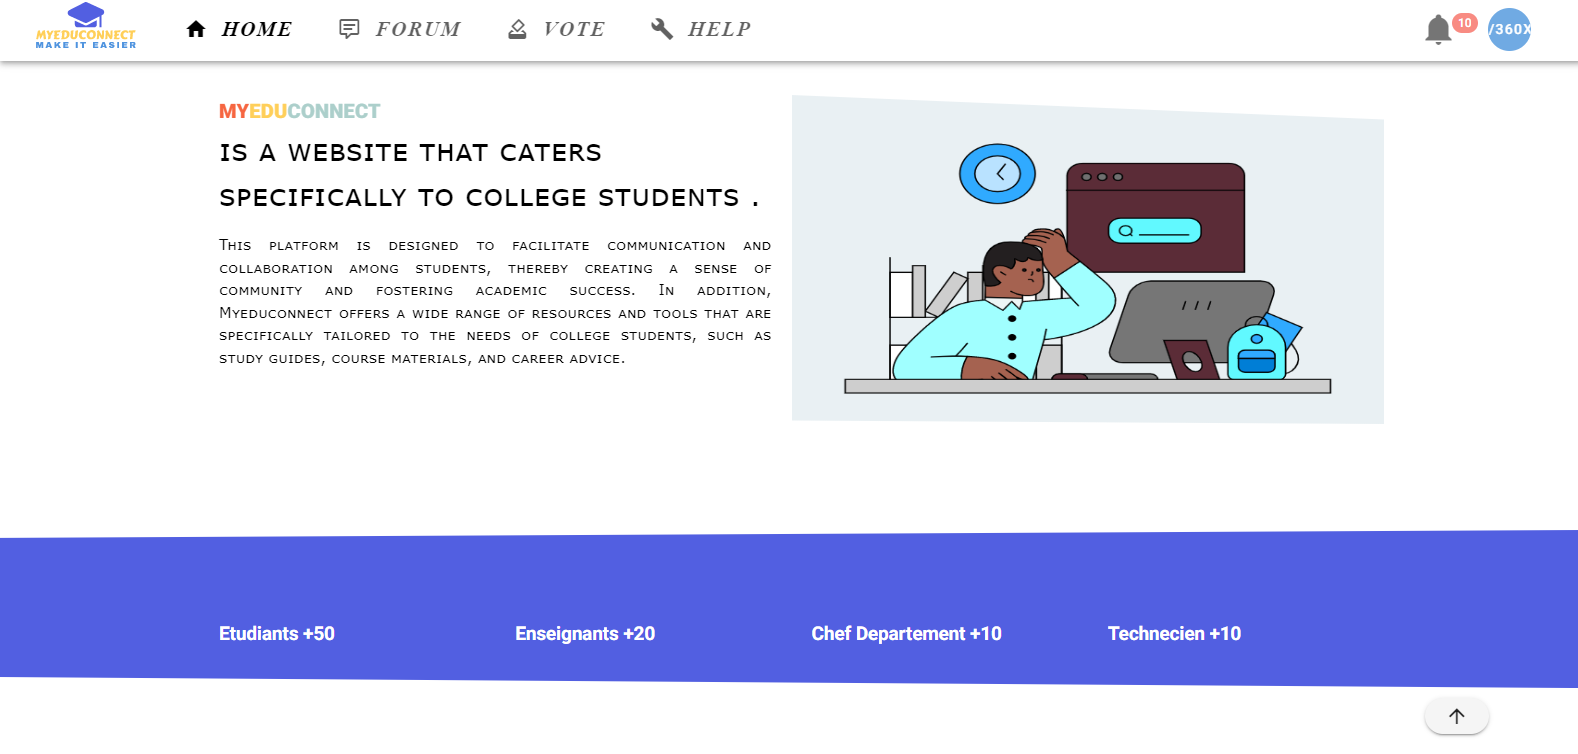 MYEDUCONNECT
MAKE IT EASIER
HOME
FORUM
VOTE
HELP
10
/360X
MYEDUCONNECT
IS A WEBSITE THAT CATERS
SPECIFICALLY TO COLLEGE STUDENTS .
This platform is designed to facilitate communication and
collaboration among students, thereby creating a sense of
community and fostering academic success. In addition,
Myeduconnect offers a wide range of resources and tools that are
specifically tailored to the needs of college students, such as
study guides, course materials, and career advice.
Etudiants +50
Enseignants +20
Chef Departement +10
Technecien +10